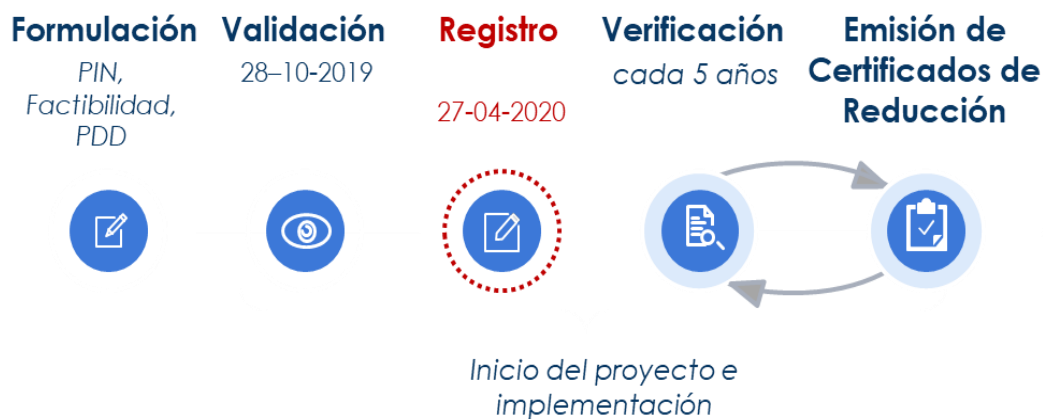 Formulación
PIN,
Factibilidad,
PDD
Validación
28–10-2019
Registro
27-04-2020
Verificación
cada 5 años
Emisión de
Certificados de
Reducción
Inicio del proyecto e
implementación